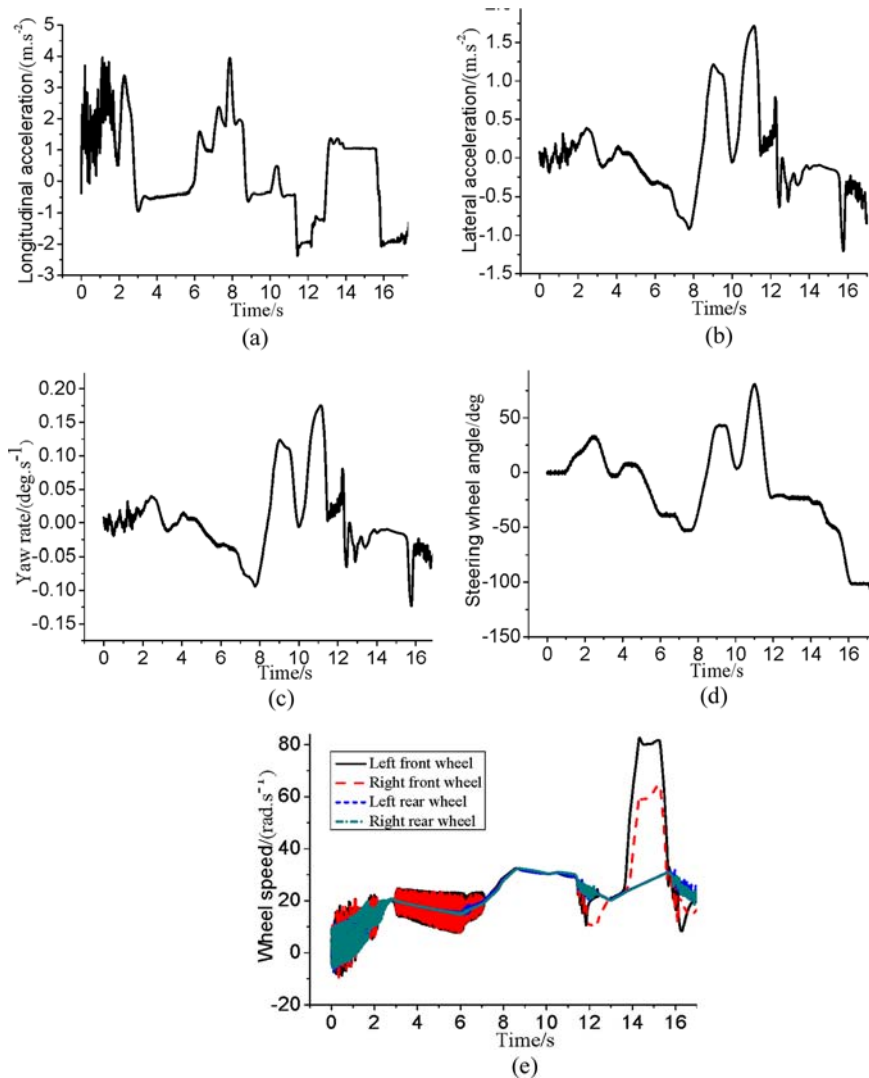 Longitudinal acceleration/(m.s⁻²)
5
4
3
2
1
0
-1
-2
-3
0 2 4 6 8 10 12 14 16
Time/s
(a)
Lateral acceleration/(m.s⁻²)
1.5
1.0
0.5
0.0
-0.5
-1.0
-1.5
0 2 4 6 8 10 12 14 16
Time/s
(b)
Yaw rate/(deg.s⁻¹)
0.20
0.15
0.10
0.05
0.00
-0.05
-0.10
-0.15
0 2 4 6 8 10 12 14 16
Time/s
(c)
Steering wheel angle/deg
50
0
-50
-100
-150
0 2 4 6 8 10 12 14 16
Time/s
(d)
Wheel speed/(rad.s⁻¹)
80
60
40
20
0
-20
Left front wheel
Right front wheel
Left rear wheel
Right rear wheel
0 2 4 6 8 10 12 14 16
Time/s
(e)